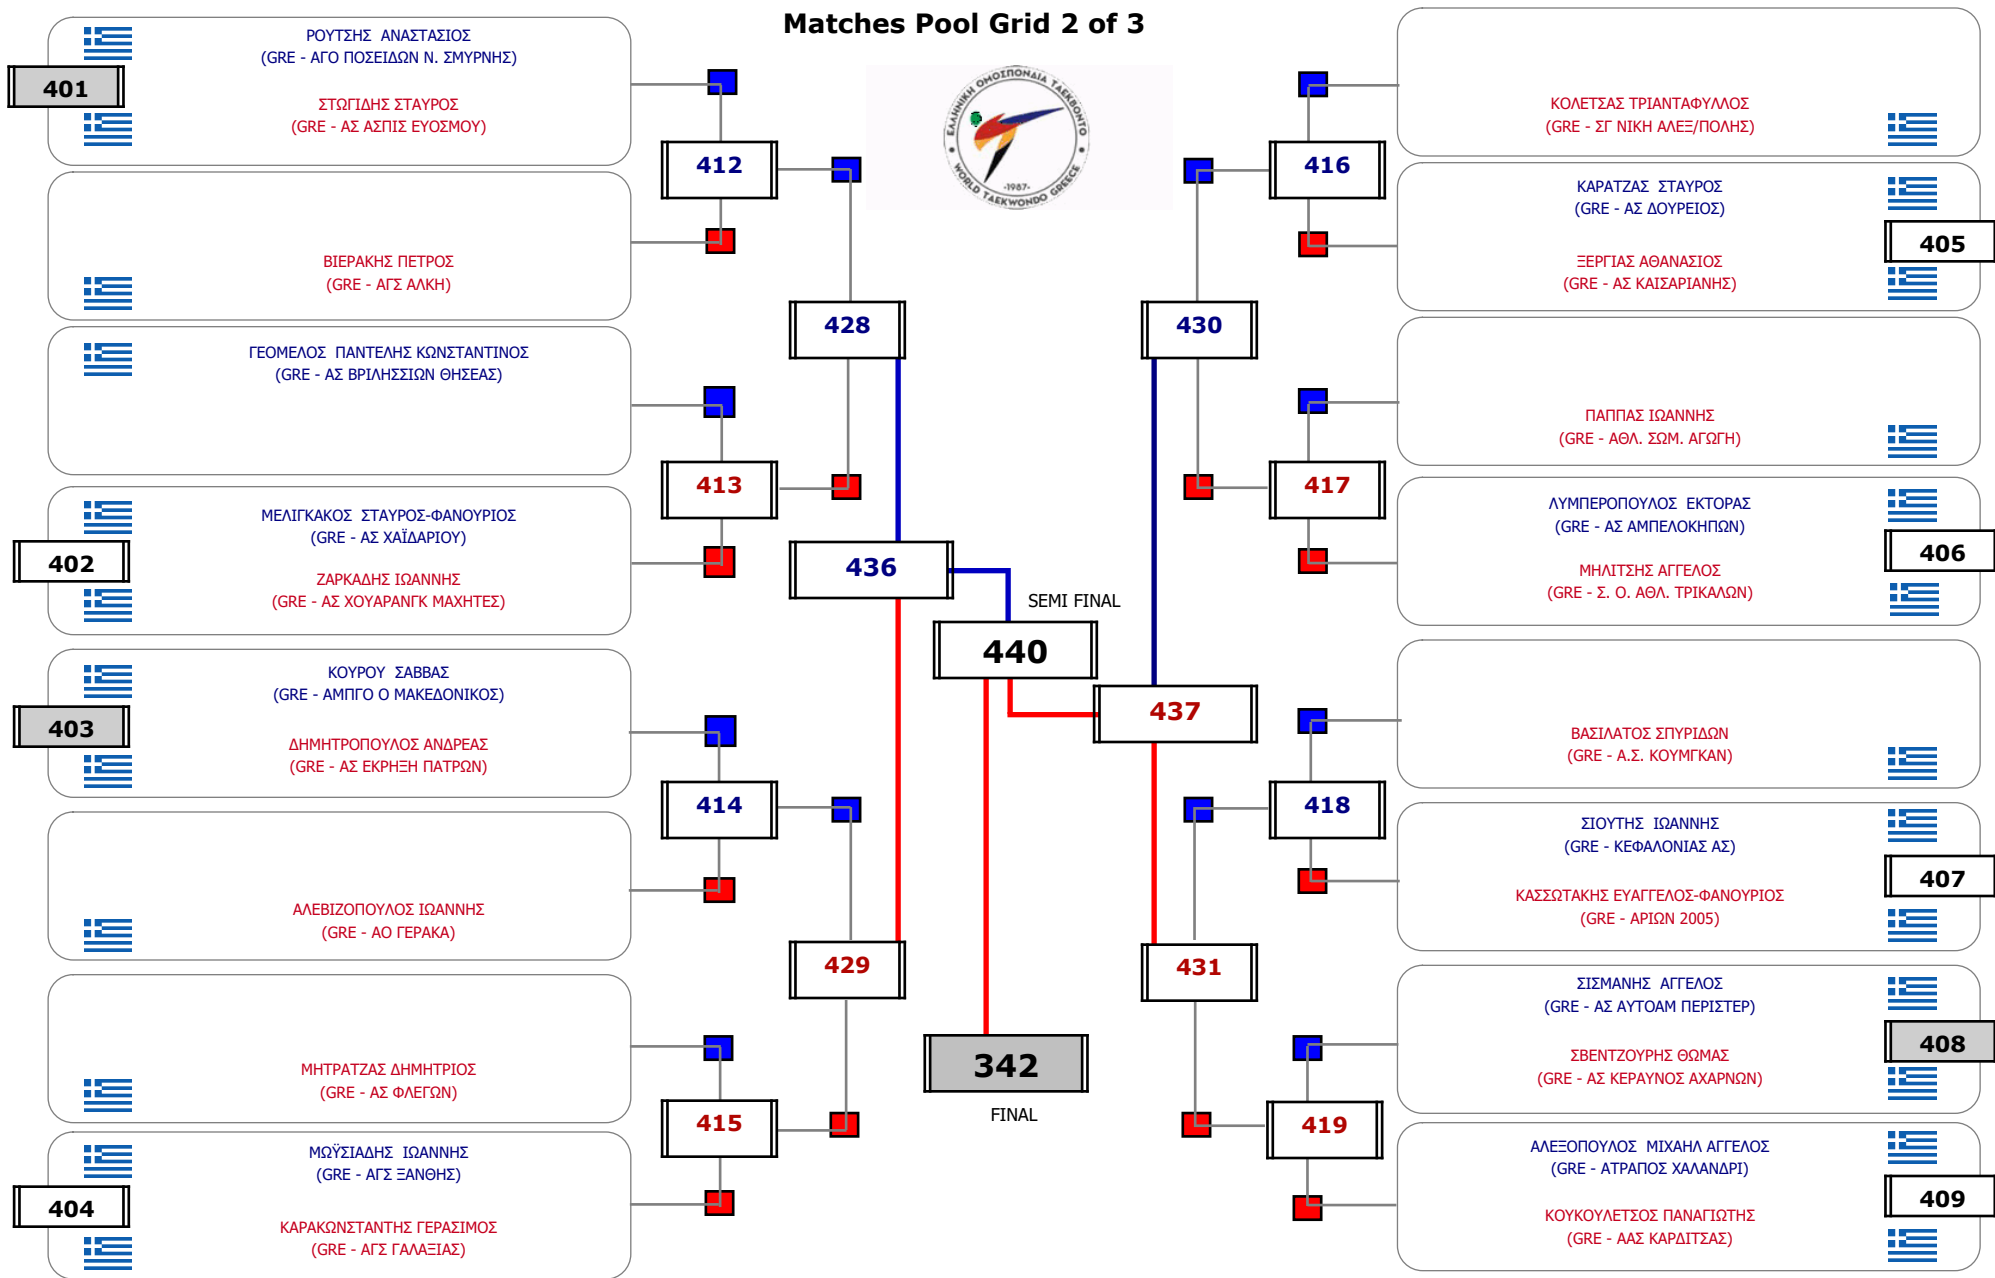 Matches Pool Grid 2 of 3
ΡΟΥΤΣΗΣ ΑΝΑΣΤΑΣΙΟΣ
(GRE - ΑΓΟ ΠΟΣΕΙΔΩΝ Ν. ΣΜΥΡΝΗΣ)
401
ΣΤΩΓΙΔΗΣ ΣΤΑΥΡΟΣ
(GRE - ΑΣ ΑΣΠΙΣ ΕΥΟΣΜΟΥ)
412
ΒΙΕΡΑΚΗΣ ΠΕΤΡΟΣ
(GRE - ΑΓΣ ΑΛΚΗ)
428
ΓΕΟΜΕΛΟΣ ΠΑΝΤΕΛΗΣ ΚΩΝΣΤΑΝΤΙΝΟΣ
(GRE - ΑΣ ΒΡΙΛΗΣΣΙΩΝ ΘΗΣΕΑΣ)
413
ΜΕΛΙΓΚΑΚΟΣ ΣΤΑΥΡΟΣ-ΦΑΝΟΥΡΙΟΣ
(GRE - ΑΣ ΧΑΪΔΑΡΙΟΥ)
402
ΖΑΡΚΑΔΗΣ ΙΩΑΝΝΗΣ
(GRE - ΑΣ ΧΟΥΑΡΑΝΓΚ ΜΑΧΗΤΕΣ)
436
ΚΟΥΡΟΥ ΣΑΒΒΑΣ
(GRE - ΑΜΠΓΟ Ο ΜΑΚΕΔΟΝΙΚΟΣ)
403
ΔΗΜΗΤΡΟΠΟΥΛΟΣ ΑΝΔΡΕΑΣ
(GRE - ΑΣ ΕΚΡΗΞΗ ΠΑΤΡΩΝ)
414
ΑΛΕΒΙΖΟΠΟΥΛΟΣ ΙΩΑΝΝΗΣ
(GRE - ΑΟ ΓΕΡΑΚΑ)
429
ΜΗΤΡΑΤΖΑΣ ΔΗΜΗΤΡΙΟΣ
(GRE - ΑΣ ΦΛΕΓΩΝ)
415
ΜΩΫΣΙΑΔΗΣ ΙΩΑΝΝΗΣ
(GRE - ΑΓΣ ΞΑΝΘΗΣ)
404
ΚΑΡΑΚΩΝΣΤΑΝΤΗΣ ΓΕΡΑΣΙΜΟΣ
(GRE - ΑΓΣ ΓΑΛΑΞΙΑΣ)
ΕΛΛΗΝΙΚΗ ΟΜΟΣΠΟΝΔΙΑ ΤΑΕΚΒΟΝΤΟ
-1987-
WORLD TAEKWONDO GREECE
SEMI FINAL
440
342
FINAL
ΚΟΛΕΤΣΑΣ ΤΡΙΑΝΤΑΦΥΛΛΟΣ
(GRE - ΣΓ ΝΙΚΗ ΑΛΕΞ/ΠΟΛΗΣ)
416
ΚΑΡΑΤΖΑΣ ΣΤΑΥΡΟΣ
(GRE - ΑΣ ΔΟΥΡΕΙΟΣ)
405
ΞΕΡΓΙΑΣ ΑΘΑΝΑΣΙΟΣ
(GRE - ΑΣ ΚΑΙΣΑΡΙΑΝΗΣ)
430
ΠΑΠΠΑΣ ΙΩΑΝΝΗΣ
(GRE - ΑΘΛ. ΣΩΜ. ΑΓΩΓΗ)
417
ΛΥΜΠΕΡΟΠΟΥΛΟΣ ΕΚΤΟΡΑΣ
(GRE - ΑΣ ΑΜΠΕΛΟΚΗΠΩΝ)
406
ΜΗΛΙΤΣΗΣ ΑΓΓΕΛΟΣ
(GRE - Σ. Ο. ΑΘΛ. ΤΡΙΚΑΛΩΝ)
437
ΒΑΣΙΛΑΤΟΣ ΣΠΥΡΙΔΩΝ
(GRE - Α.Σ. ΚΟΥΜΓΚΑΝ)
418
ΣΙΟΥΤΗΣ ΙΩΑΝΝΗΣ
(GRE - ΚΕΦΑΛΟΝΙΑΣ ΑΣ)
407
ΚΑΣΣΩΤΑΚΗΣ ΕΥΑΓΓΕΛΟΣ-ΦΑΝΟΥΡΙΟΣ
(GRE - ΑΡΙΩΝ 2005)
431
ΣΙΣΜΑΝΗΣ ΑΓΓΕΛΟΣ
(GRE - ΑΣ ΑΥΤΟΑΜ ΠΕΡΙΣΤΕΡ)
408
ΣΒΕΝΤΖΟΥΡΗΣ ΘΩΜΑΣ
(GRE - ΑΣ ΚΕΡΑΥΝΟΣ ΑΧΑΡΝΩΝ)
419
ΑΛΕΞΟΠΟΥΛΟΣ ΜΙΧΑΗΛ ΑΓΓΕΛΟΣ
(GRE - ΑΤΡΑΠΟΣ ΧΑΛΑΝΔΡΙ)
409
ΚΟΥΚΟΥΛΕΤΣΟΣ ΠΑΝΑΓΙΩΤΗΣ
(GRE - ΑΑΣ ΚΑΡΔΙΤΣΑΣ)